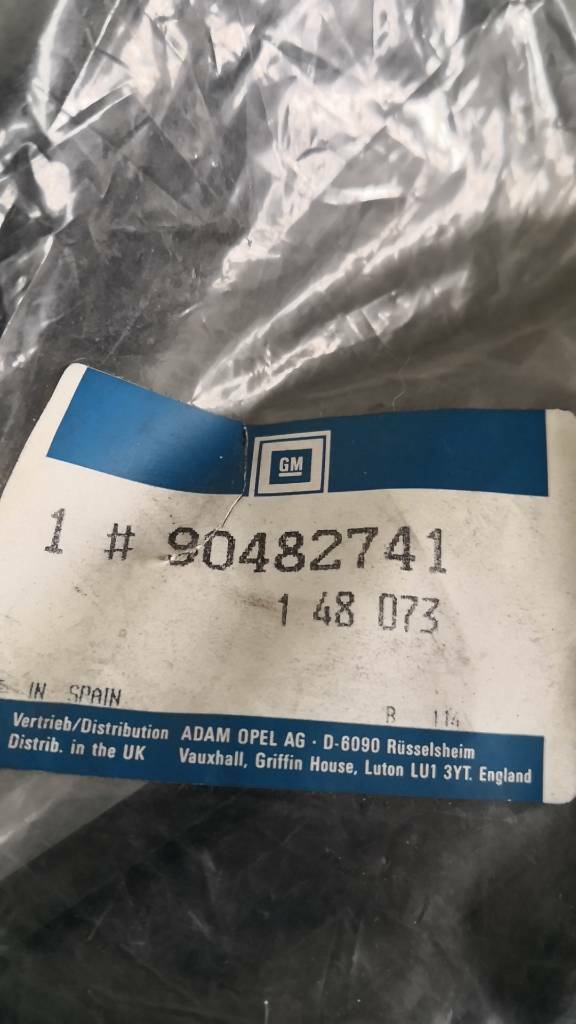 GM
1 # 90482741
1 48 073
IN SPAIN
B 114
Vertrieb/Distribution ADAM OPEL AG · D-6090 Rüsselsheim
Distrib. in the UK Vauxhall, Griffin House, Luton LU1 3YT. England